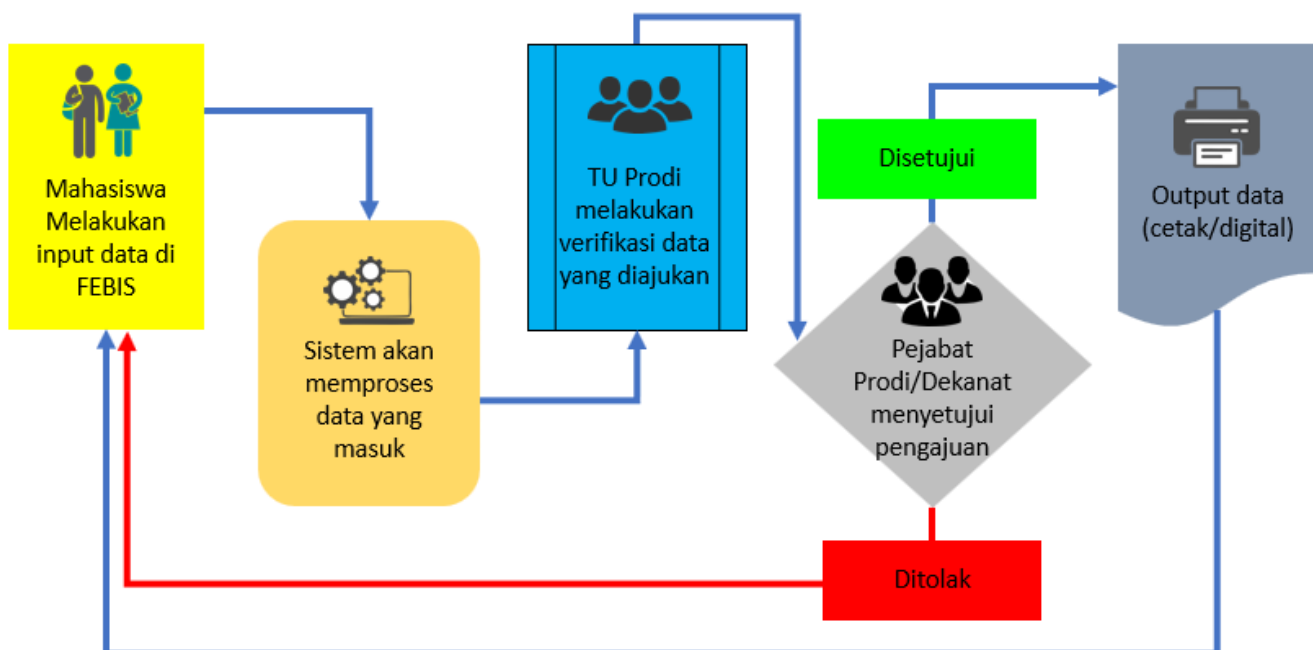 Mahasiswa
Melakukan
input data di
FEBIS
Sistem akan
memproses
data yang
masuk
TU Prodi
melakukan
verifikasi data
yang diajukan
Disetujui
Pejabat
Prodi/Dekanat
menyetujui
pengajuan
Ditolak
Output data
(cetak/digital)